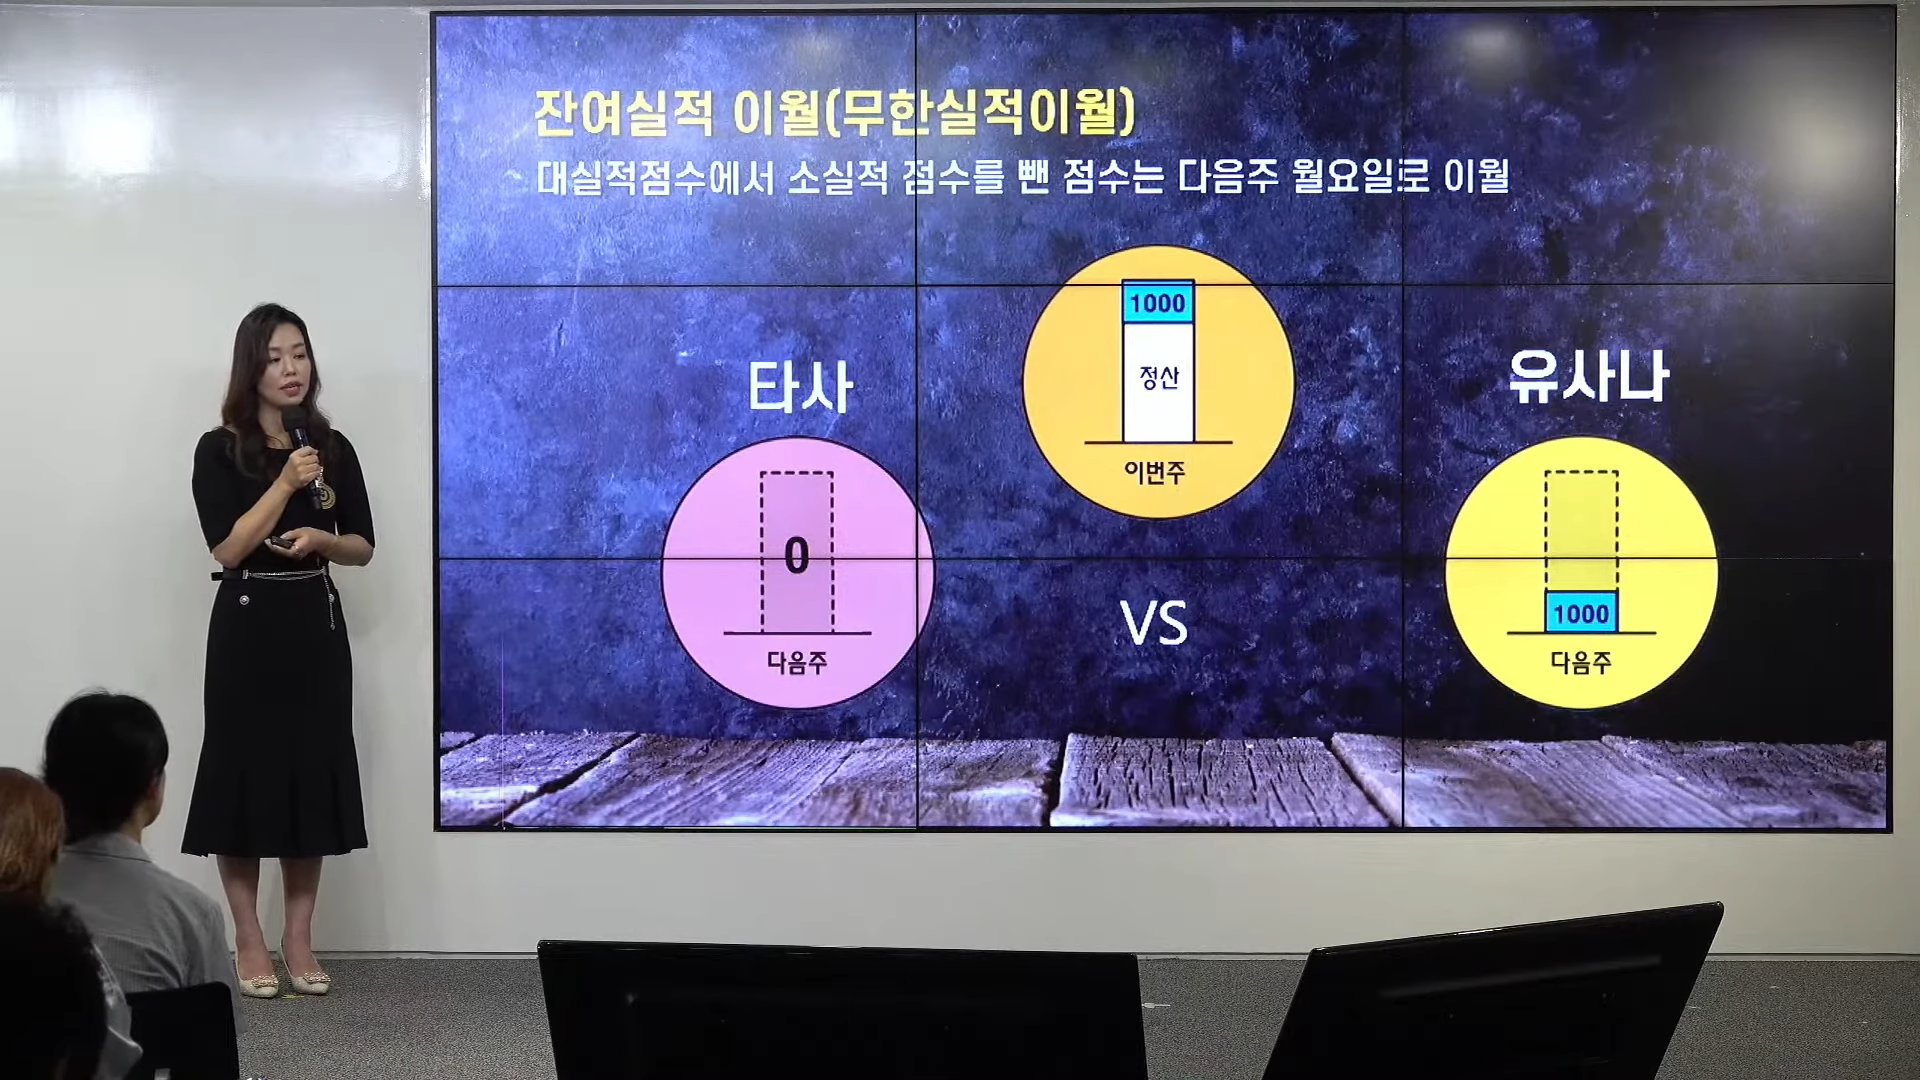 잔여실적 이월(무한실적이월)
대실적점수에서 소실적 점수를 뺀 점수는 다음주 월요일로 이월
1000
정산
이번주
타사
0
다음주
VS
유사나
1000
다음주